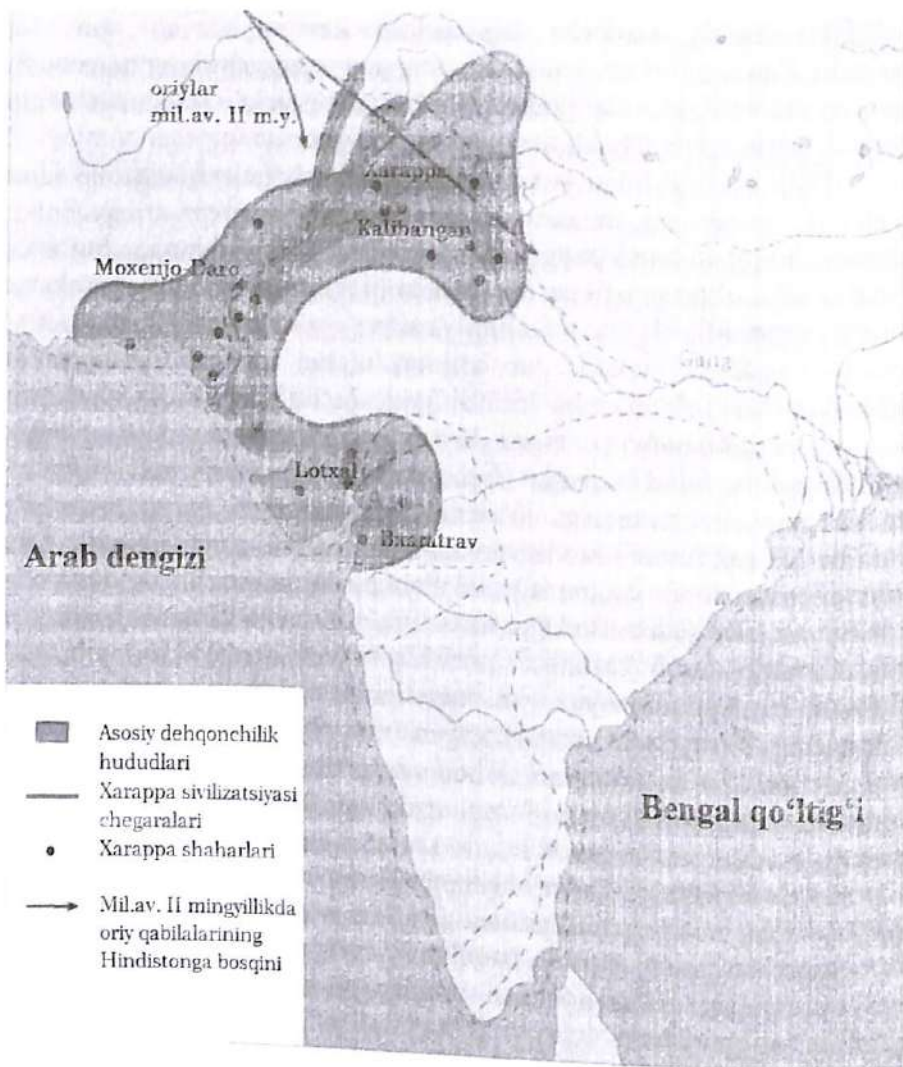 oriylar
mil.av. II m.y.
Xarappa
Kalibangan
Moxenjo-Daro
Gang
Lotxal
Arab dengizi
Asosiy dehqonchilik
hududlari
Xarappa sivilizatsiyasi
chegaralari
Xarappa shaharlari
Mil.av. II mingyillikda
oriy qabilalarining
Hindistonga bosqini
Bengal qo‘ltig‘i